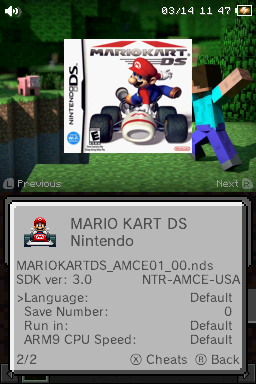 03/14 11 47
NINTENDO DS
MARIOKART
DS
EVERYONE
E
Nintendo
L Previous
Next R
MARIO KART DS
Nintendo
MARIOKARTDS_AMCE01_00.nds
SDK ver: 3.0 NTR-AMCE-USA
>Language: Default
Save Number: 0
Run in: Default
ARM9 CPU Speed: Default
2/2 X Cheats B Back